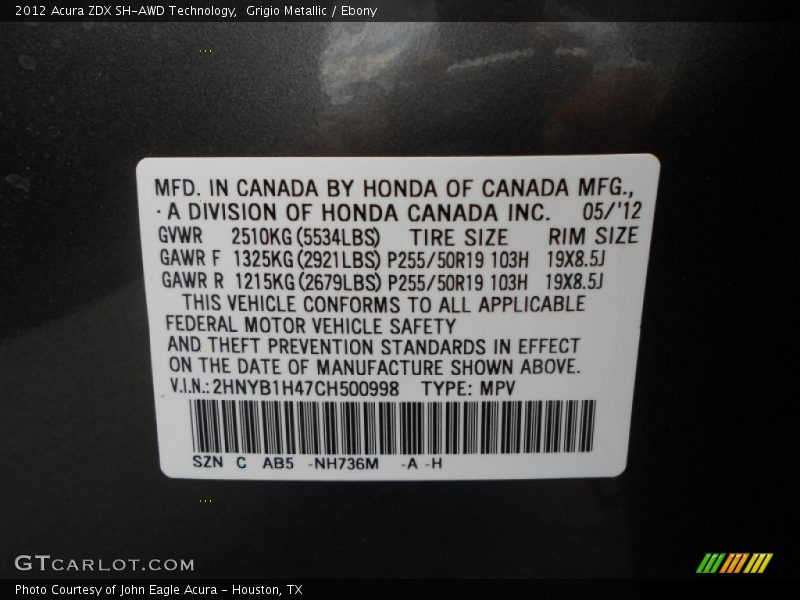 2012 Acura ZDX SH-AWD Technology,  Grigio Metallic / Ebony
MFD. IN CANADA BY HONDA OF CANADA MFG.,
·A DIVISION OF HONDA CANADA INC. 05/'12
GVWR 2510KG(5534LBS) TIRE SIZE RIM SIZE
GAWR F 1325KG(2921LBS) P255/50R19 103H 19X8.5J
GAWR R 1215KG(2679LBS) P255/50R19 103H 19X8.5J
THIS VEHICLE CONFORMS TO ALL APPLICABLE
FEDERAL MOTOR VEHICLE SAFETY
AND THEFT PREVENTION STANDARDS IN EFFECT
ON THE DATE OF MANUFACTURE SHOWN ABOVE.
V.I.N.:2HNYB1H47CH500998 TYPE: MPV
SZN C AB5 -NH736M -A -H
GTCARLOT.COM
Photo Courtesy of John Eagle Acura - Houston, TX